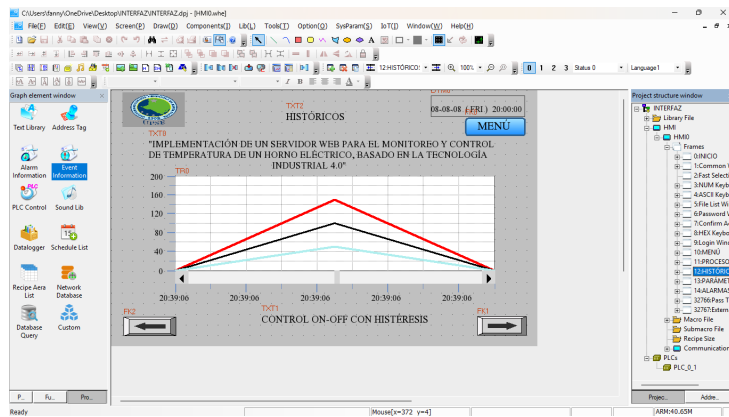 C:\Users\fanny\OneDrive\Desktop\INTERFAZ\INTERFAZ.dpj - [HMI0.whe]
File(F) Edit(E) View(V) Screen(P) Draw(D) Components(J) Lib(L) Tools(T) Option(O) SysParam(S) IoT(I) Window(W) Help(H)
12:HISTÓRICO! 100% 0 1 2 3 Status 0 Language1
Graph element window
Project structure window
Text Library Address Tag
Alarm Information Event Information
PLC Control Sound Lib
Datalogger Schedule List
Recipe Aera List Network Database
Database Query Custom
P... Fu... Pro...
TXT2
HISTÓRICOS
08-08-08 ( FRI ) 20:00:00
MENÚ
TXT0
"IMPLEMENTACIÓN DE UN SERVIDOR WEB PARA EL MONITOREO Y CONTROL
DE TEMPERATURA DE UN HORNO ELÉCTRICO, BASADO EN LA TECNOLOGÍA
INDUSTRIAL 4.0"
TR0
200
160
120
80
40
0
20:39:06 20:39:06 20:39:06 20:39:06 20:39:06
TXT1
CONTROL ON-OFF CON HISTÉRESIS
FK2
FK1
INTERFAZ
Library File
HMI
HMI0
Frames
0:INICIO
1:Common
2:Fast Selecti
3:NUM Keyb
4:ASCII Keyb
5:File List Wi
6:Password
7:Confirm A
8:HEX Keybo
9:Login Wind
10:MENÚ
11:PROCESO
12:HISTÓRIC
13:PARÁMET
14:ALARMAS
32766:Pass T
32767:Extern
Macro File
Submacro File
Recipe Size
Communication
PLCs
PLC_0_1
Projec... Addre..
Ready Mouse[x=372 y=4] ARM:40.65M